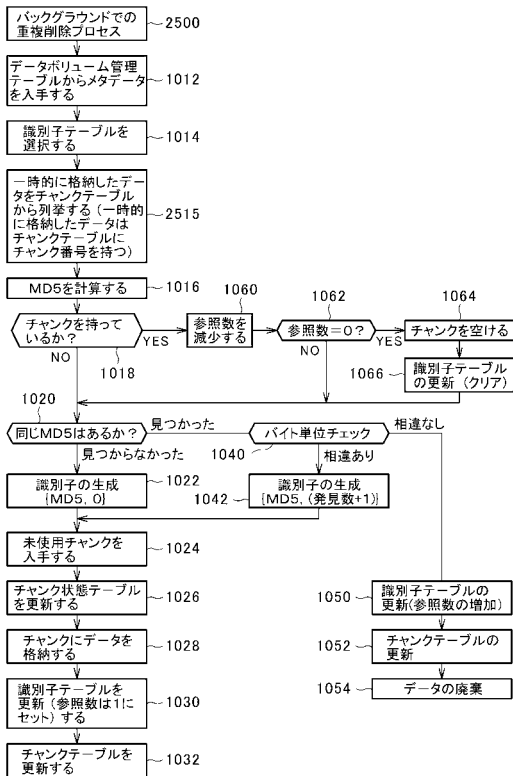 バックグラウンドでの
重複削除プロセス
2500
データボリューム管理
テーブルからメタデータ
を入手する
1012
識別子テーブルを
選択する
1014
一時的に格納したデー
タをチャンクテーブル
から列挙する(一時的
に格納したデータは
チャンクテーブルに
チャンク番号を持つ)
2515
MD5を計算する
1016
チャンクを持って
いるか?
1018
YES
NO
1060
参照数を
減少する
1062
参照数=0?
YES
NO
1064
チャンクを空ける
1066
識別子テーブル
の更新(クリア)
1020
同じMD5はあるか?
見つかった
見つからなかった
バイト単位チェック
1040
相違なし
相違あり
識別子の生成
{MD5, 0}
1022
1042
識別子の生成
{MD5, (発見数+1)}
未使用チャンクを
入手する
1024
チャンク状態テーブル
を更新する
1026
チャンクにデータを
格納する
1028
識別子テーブルを
更新(参照数は1に
セット)する
1030
チャンクテーブルを
更新する
1032
1050
識別子テーブルの
更新(参照数の増加)
1052
チャンクテーブルの
更新
1054
データの廃棄